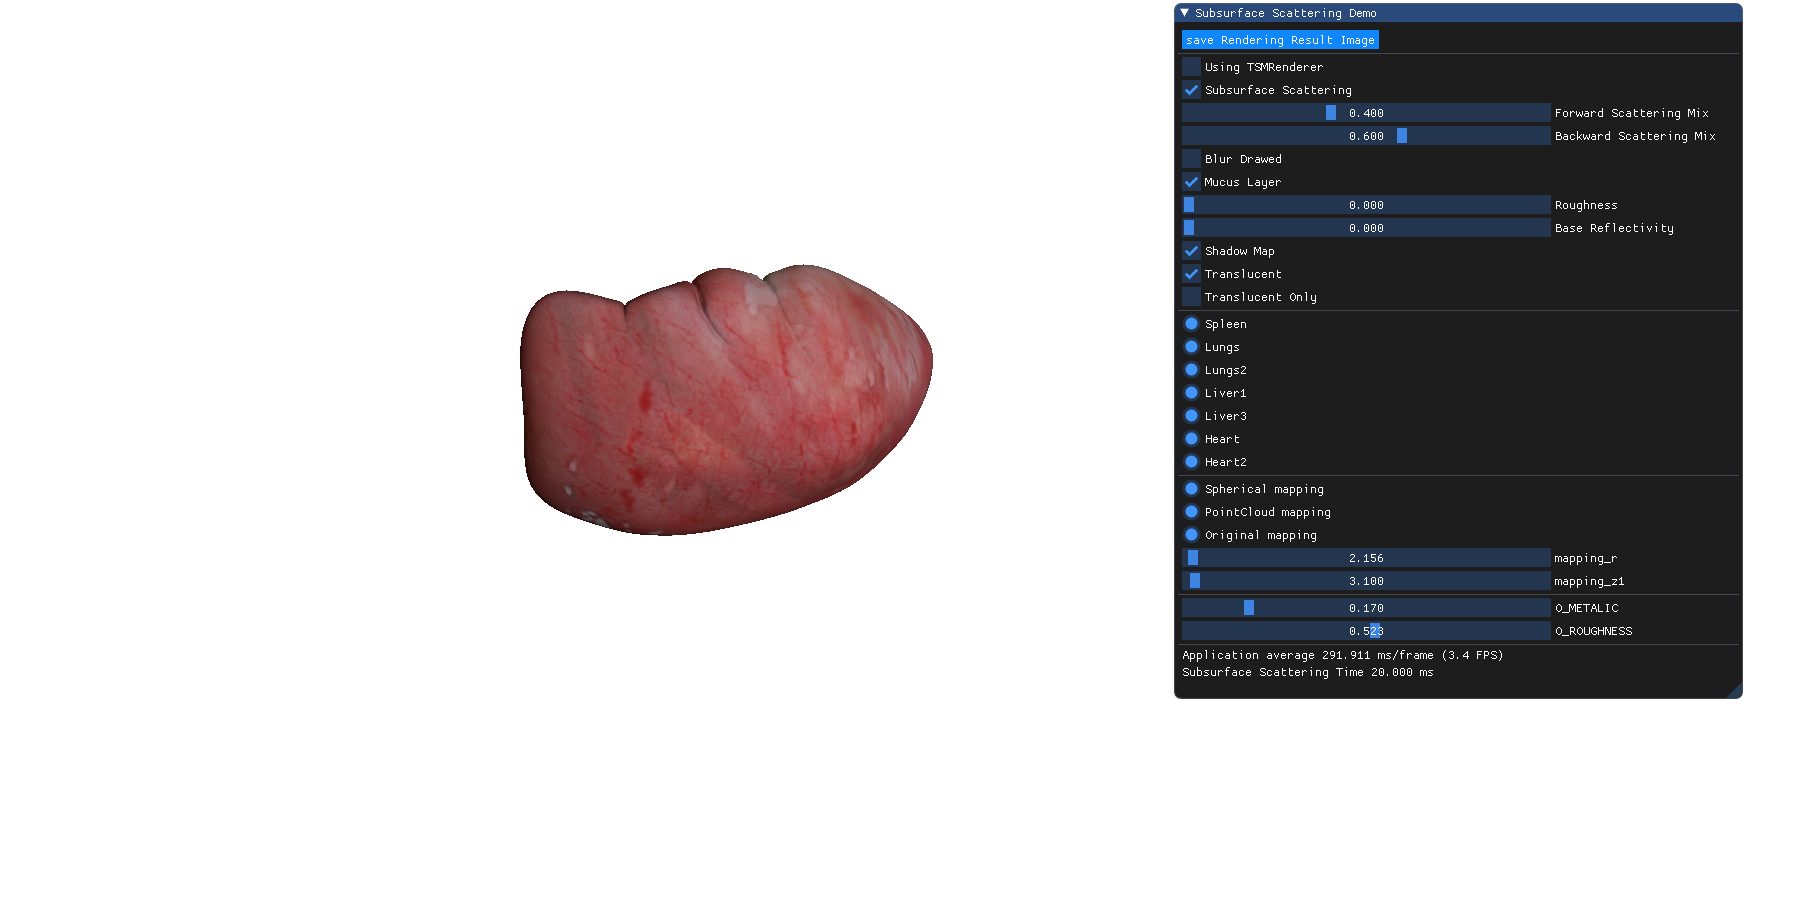 Subsurface Scattering Demo
save Rendering Result Image
Using TSMRenderer
Subsurface Scattering
0.400 Forward Scattering Mix
0.600 Backward Scattering Mix
Blur Drawed
Mucus Layer
0.000 Roughness
0.000 Base Reflectivity
Shadow Map
Translucent
Translucent Only
Spleen
Lungs
Lungs2
Liver1
Liver3
Heart
Heart2
Spherical mapping
PointCloud mapping
Original mapping
2.156 mapping_r
3.100 mapping_z1
0.170 O_METALIC
0.523 O_ROUGHNESS
Application average 291.911 ms/frame (3.4 FPS)
Subsurface Scattering Time 20.000 ms